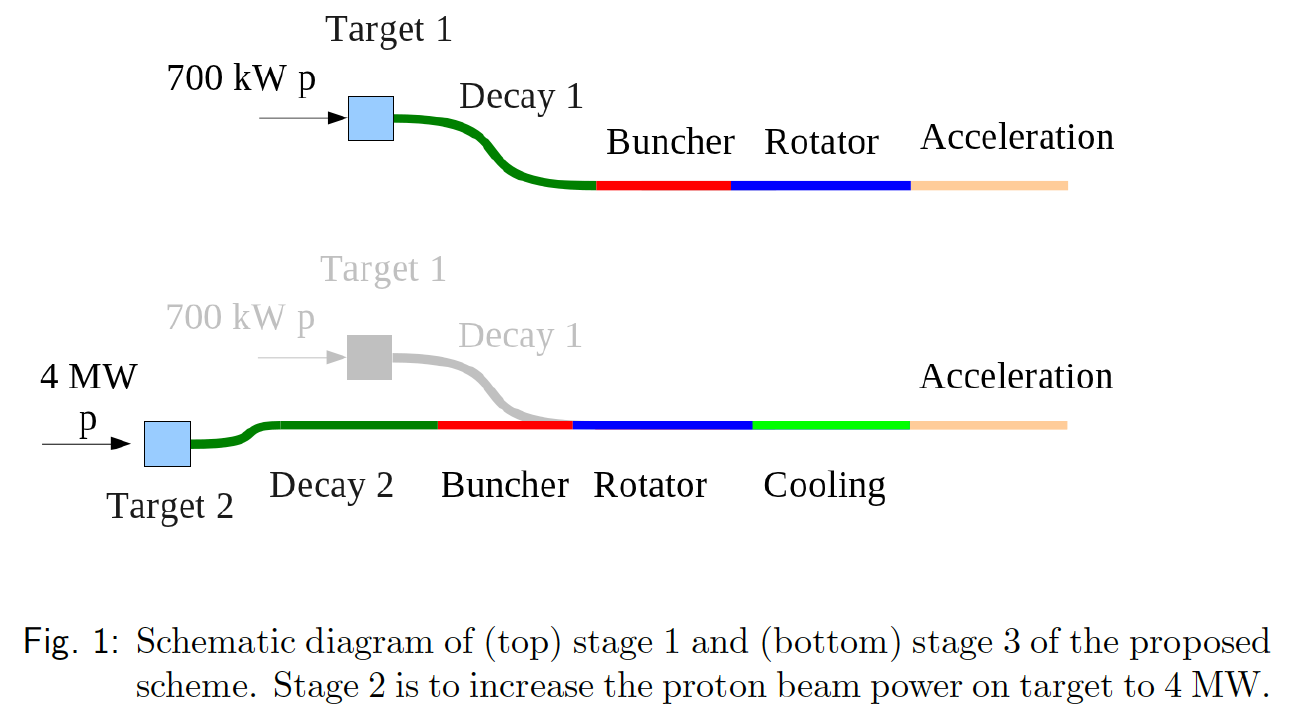 Target 1
700 kW p
Decay 1
Buncher
Rotator
Acceleration
Target 1
700 kW p
Decay 1
4 MW
p
Acceleration
Target 2
Decay 2
Buncher
Rotator
Cooling
Fig. 1: Schematic diagram of (top) stage 1 and (bottom) stage 3 of the proposed
scheme. Stage 2 is to increase the proton beam power on target to 4 MW.